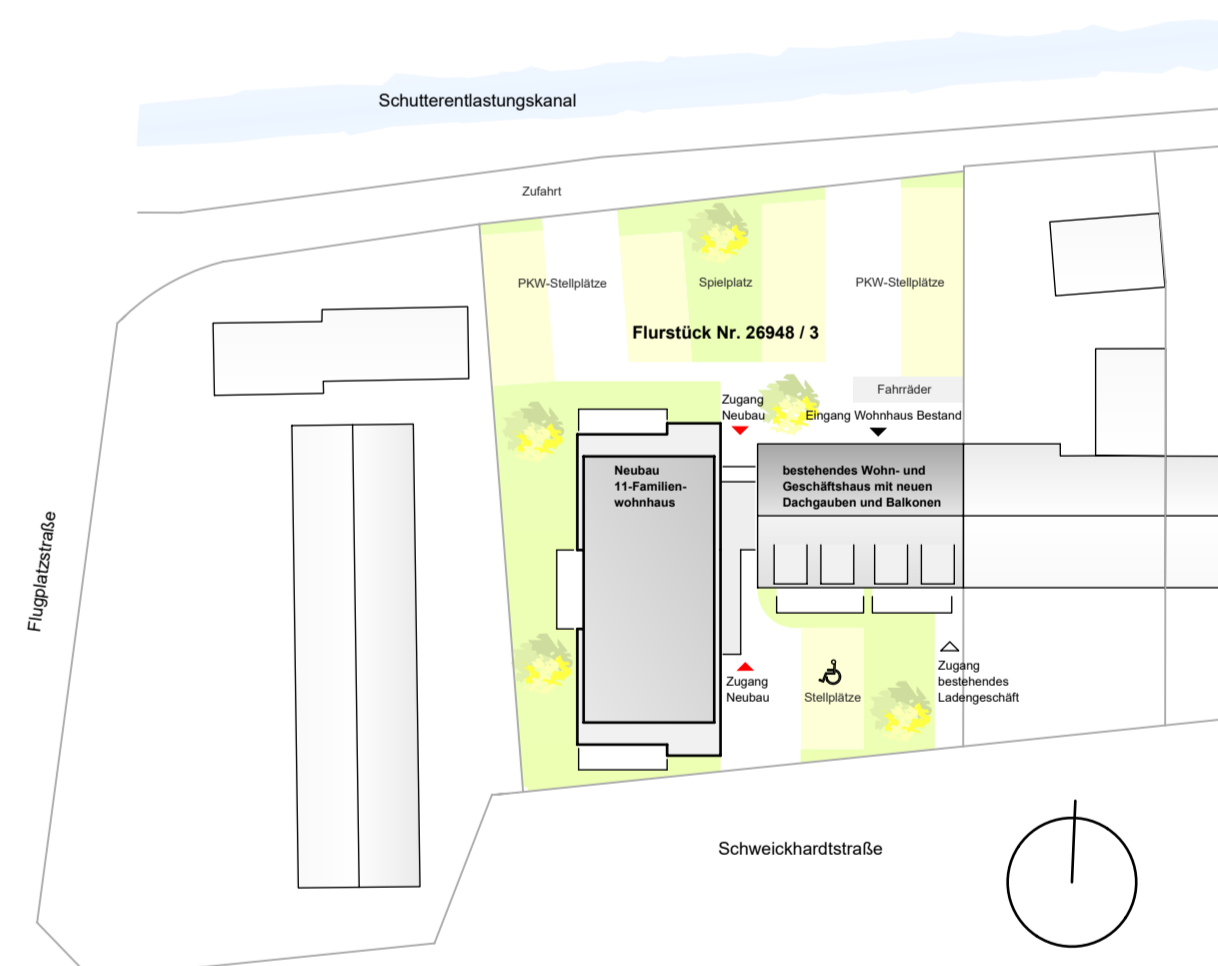 Schutterentlastungskanal
Zufahrt
PKW-Stellplätze
Spielplatz
PKW-Stellplätze
Flurstück Nr. 26948 / 3
Fahrräder
Zugang
Neubau
Eingang Wohnhaus Bestand
Neubau
11-Familien-
wohnhaus
bestehendes Wohn- und
Geschäftshaus mit neuen
Dachgauben und Balkonen
Flugplatzstraße
Zugang
Neubau
Stellplätze
Zugang
bestehendes
Ladengeschäft
Schweickhardtstraße